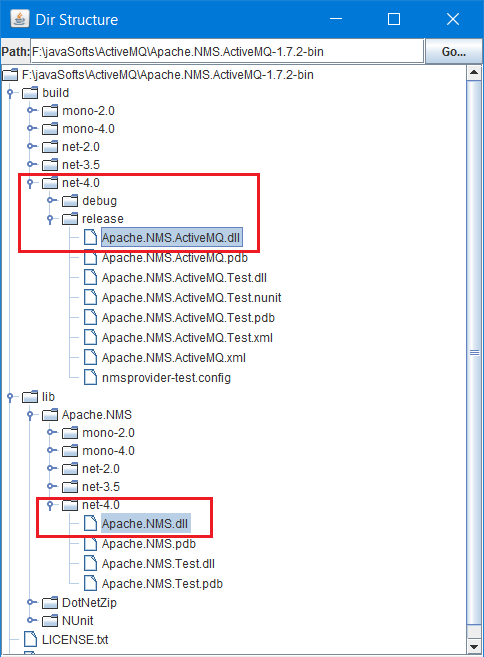 Dir Structure
Path: F:\javaSofts\ActiveMQ\Apache.NMS.ActiveMQ-1.7.2-bin Go...
F:\javaSofts\ActiveMQ\Apache.NMS.ActiveMQ-1.7.2-bin
build
mono-2.0
mono-4.0
net-2.0
net-3.5
net-4.0
debug
release
Apache.NMS.ActiveMQ.dll
Apache.NMS.ActiveMQ.pdb
Apache.NMS.ActiveMQ.Test.dll
Apache.NMS.ActiveMQ.Test.nunit
Apache.NMS.ActiveMQ.Test.pdb
Apache.NMS.ActiveMQ.Test.xml
Apache.NMS.ActiveMQ.xml
nmsprovider-test.config
lib
Apache.NMS
mono-2.0
mono-4.0
net-2.0
net-3.5
net-4.0
Apache.NMS.dll
Apache.NMS.pdb
Apache.NMS.Test.dll
Apache.NMS.Test.pdb
DotNetZip
NUnit
LICENSE.txt